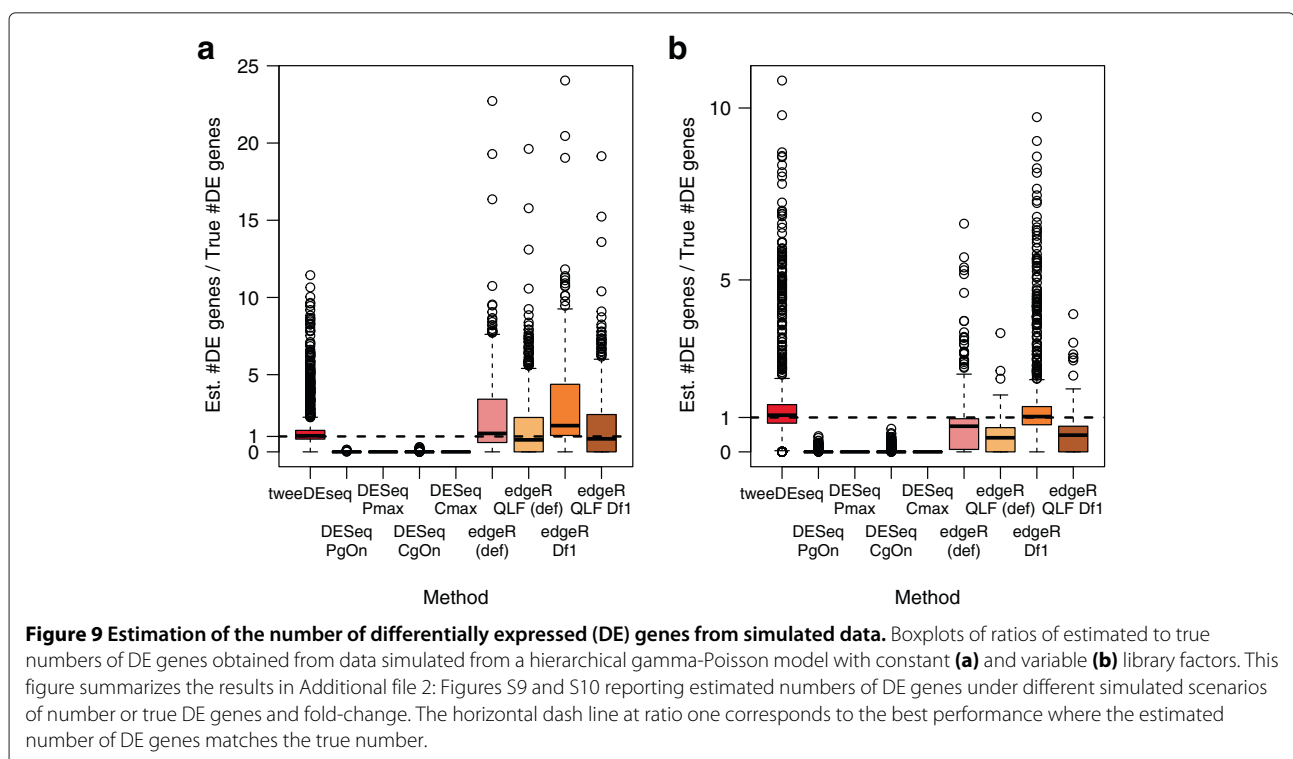 a
Est. #DE genes / True #DE genes
25
20
15
10
5
1
0
tweeDEseq
DESeq
PgOn
DESeq
Pmax
DESeq
CgOn
DESeq
Cmax
edgeR
(def)
edgeR
QLF (def)
edgeR
Df1
edgeR
QLF Df1
Method
b
Est. #DE genes / True #DE genes
10
5
1
0
tweeDEseq
DESeq
PgOn
DESeq
Pmax
DESeq
CgOn
DESeq
Cmax
edgeR
(def)
edgeR
QLF (def)
edgeR
Df1
edgeR
QLF Df1
Method
Figure 9 Estimation of the number of differentially expressed (DE) genes from simulated data. Boxplots of ratios of estimated to true
numbers of DE genes obtained from data simulated from a hierarchical gamma-Poisson model with constant (a) and variable (b) library factors. This
figure summarizes the results in Additional file 2: Figures S9 and S10 reporting estimated numbers of DE genes under different simulated scenarios
of number or true DE genes and fold-change. The horizontal dash line at ratio one corresponds to the best performance where the estimated
number of DE genes matches the true number.